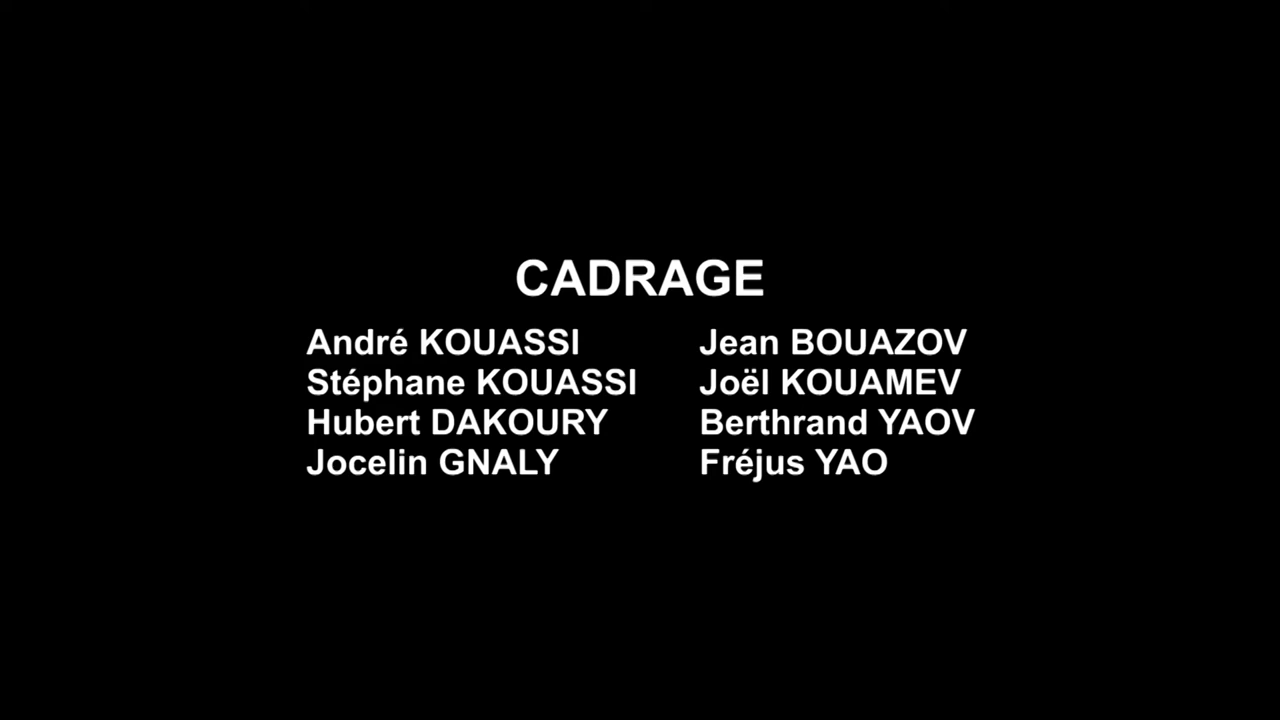 CADRAGE
André KOUASSI
Stéphane KOUASSI
Hubert DAKOURY
Jocelin GNALY
Jean BOUAZOV
Joël KOUAMEV
Berthrand YAOV
Fréjus YAO